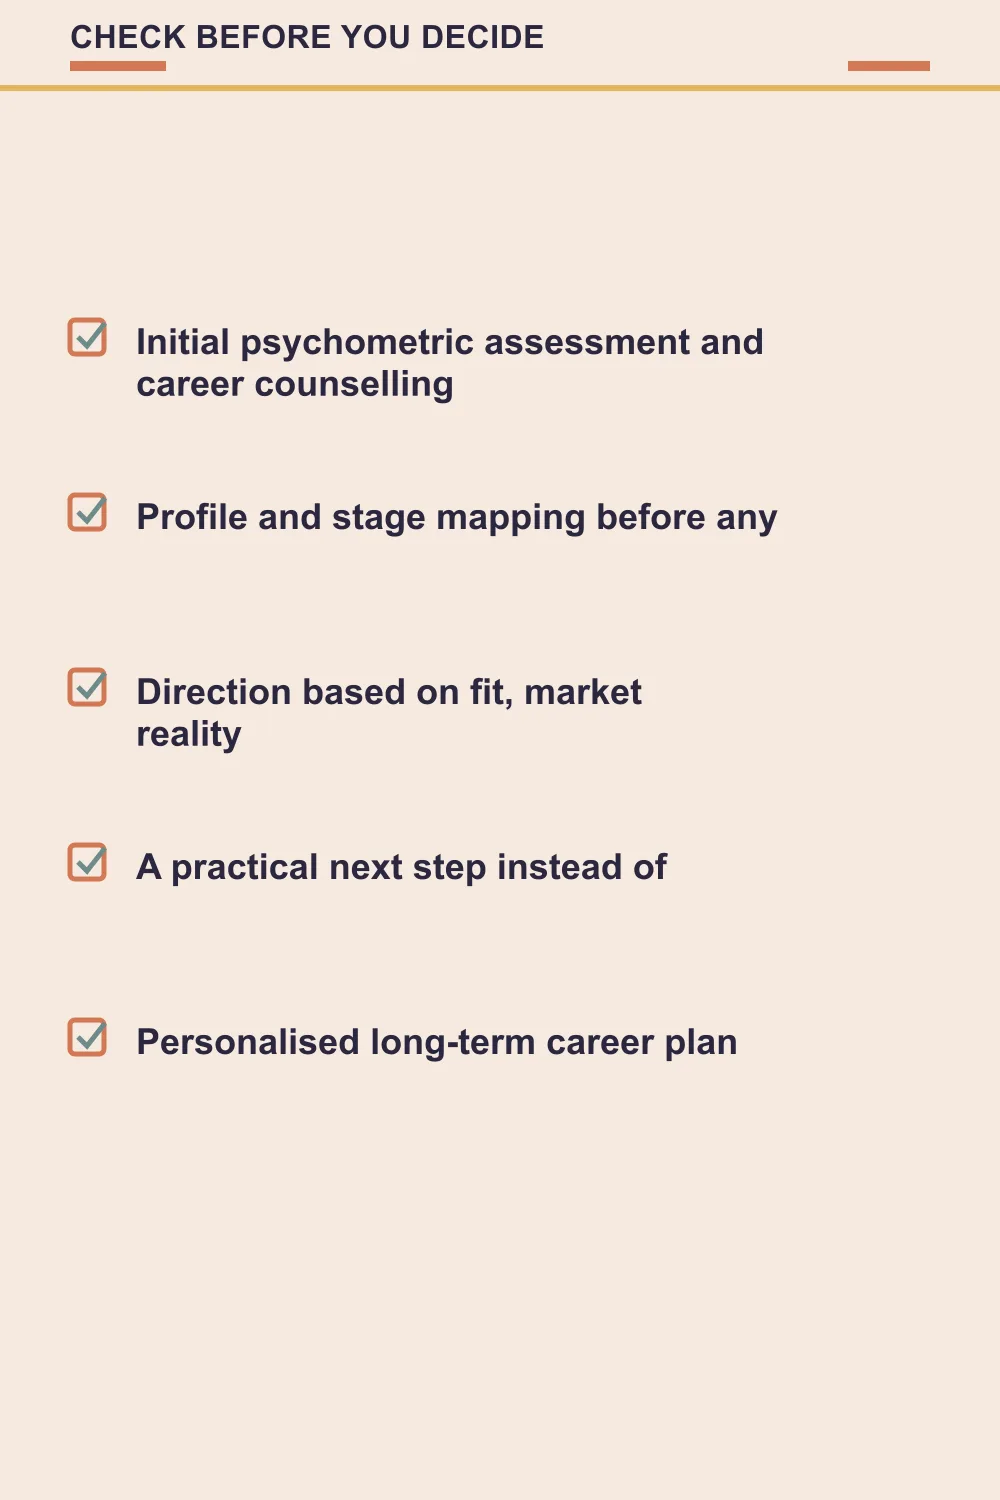 CHECK BEFORE YOU DECIDE
Initial psychometric assessment and
career counselling
Profile and stage mapping before any
Direction based on fit, market
reality
A practical next step instead of
Personalised long-term career plan